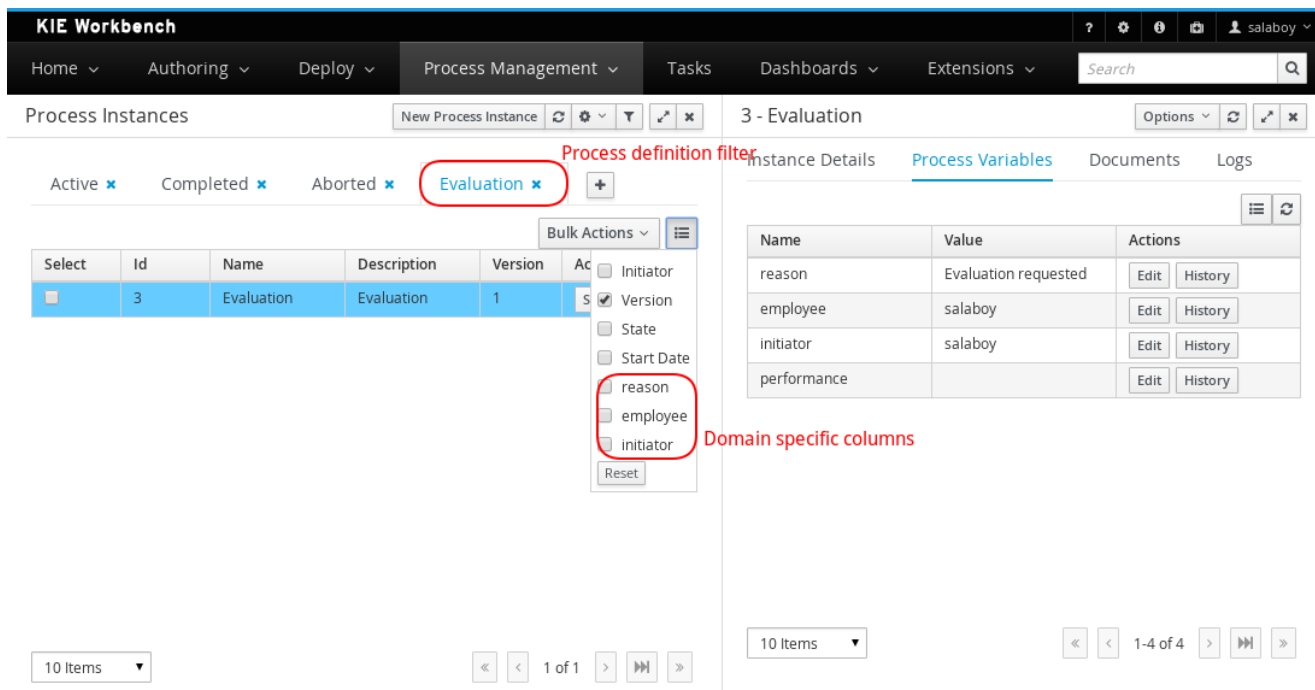 KIE Workbench
? salaboy
Home Authoring Deploy Process Management Tasks Dashboards Extensions Search
Process Instances New Process Instance
3 - Evaluation Options
Process definition filter
Active Completed Aborted Evaluation +
Instance Details Process Variables Documents Logs
Bulk Actions
Select Id Name Description Version Ac
3 Evaluation Evaluation 1 S
Initiator
Version
State
Start Date
reason
employee
initiator
Reset
Domain specific columns
Name Value Actions
reason Evaluation requested Edit History
employee salaboy Edit History
initiator salaboy Edit History
performance Edit History
10 Items 1 of 1
10 Items 1-4 of 4